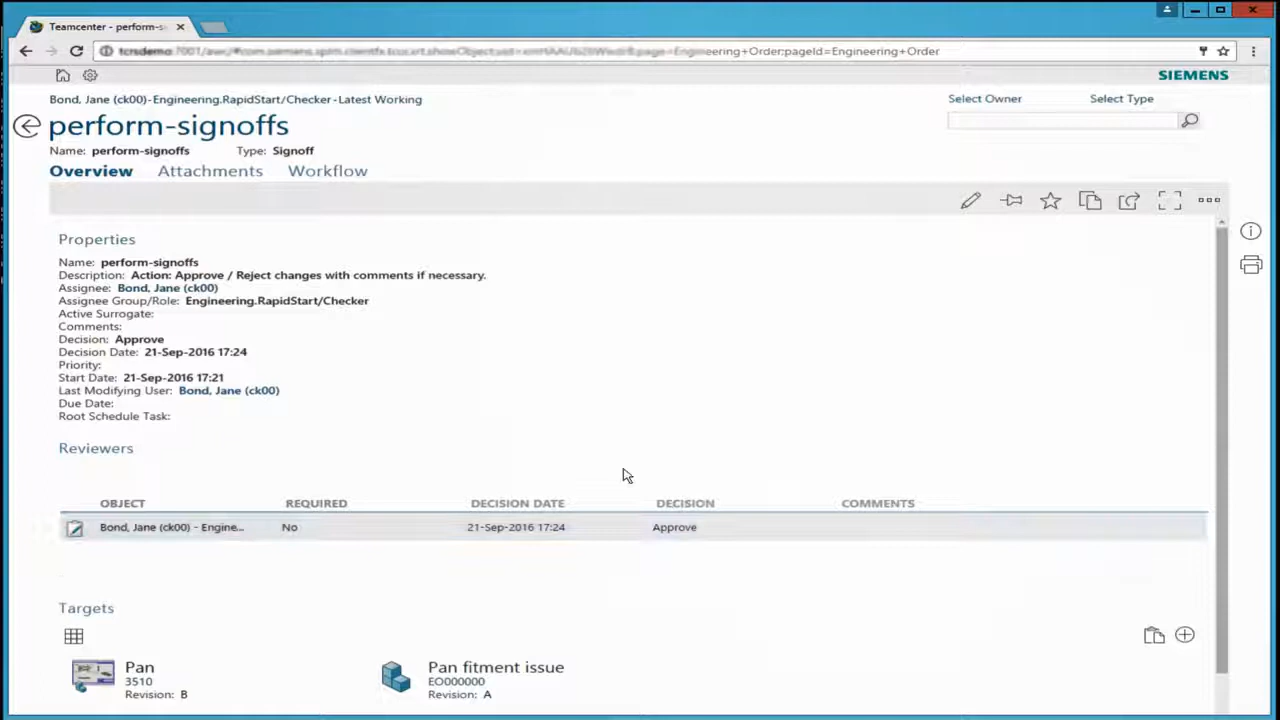 Teamcenter - perform-s
Engineering+Order;pageId=Engineering+Order
SIEMENS
Bond, Jane (ck00)-Engineering.RapidStart/Checker - Latest Working
Select Owner Select Type
perform-signoffs
Name: perform-signoffs Type: Signoff
Overview Attachments Workflow
Properties
Name: perform-signoffs
Description: Action: Approve / Reject changes with comments if necessary.
Assignee: Bond, Jane (ck00)
Assignee Group/Role: Engineering.RapidStart/Checker
Active Surrogate:
Comments:
Decision: Approve
Decision Date: 21-Sep-2016 17:24
Priority:
Start Date: 21-Sep-2016 17:21
Last Modifying User: Bond, Jane (ck00)
Due Date:
Root Schedule Task:
Reviewers
OBJECT REQUIRED DECISION DATE DECISION COMMENTS
Bond, Jane (ck00) - Engine... No 21-Sep-2016 17:24 Approve
Targets
Pan
3510
Revision: B
Pan fitment issue
EO000000
Revision: A